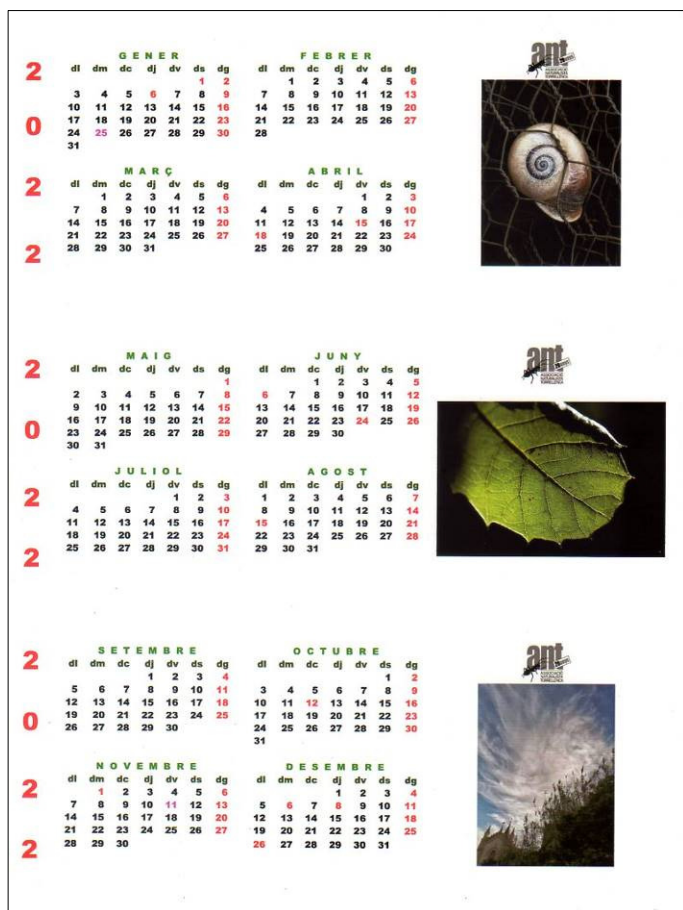 2
0
2
2
GENER
dl dm dc dj dv ds dg
1 2
3 4 5 6 7 8 9
10 11 12 13 14 15 16
17 18 19 20 21 22 23
24 25 26 27 28 29 30
31
FEBRER
dl dm dc dj dv ds dg
1 2 3 4 5 6
7 8 9 10 11 12 13
14 15 16 17 18 19 20
21 22 23 24 25 26 27
28
MARÇ
dl dm dc dj dv ds dg
1 2 3 4 5 6
7 8 9 10 11 12 13
14 15 16 17 18 19 20
21 22 23 24 25 26 27
28 29 30 31
ABRIL
dl dm dc dj dv ds dg
1 2 3
4 5 6 7 8 9 10
11 12 13 14 15 16 17
18 19 20 21 22 23 24
25 26 27 28 29 30
ant
2
0
2
2
MAIG
dl dm dc dj dv ds dg
1
2 3 4 5 6 7 8
9 10 11 12 13 14 15
16 17 18 19 20 21 22
23 24 25 26 27 28 29
30 31
JUNY
dl dm dc dj dv ds dg
1 2 3 4 5
6 7 8 9 10 11 12
13 14 15 16 17 18 19
20 21 22 23 24 25 26
27 28 29 30
JULIOL
dl dm dc dj dv ds dg
1 2 3
4 5 6 7 8 9 10
11 12 13 14 15 16 17
18 19 20 21 22 23 24
25 26 27 28 29 30 31
AGOST
dl dm dc dj dv ds dg
1 2 3 4 5 6 7
8 9 10 11 12 13 14
15 16 17 18 19 20 21
22 23 24 25 26 27 28
29 30 31
ant
2
0
2
2
SETEMBRE
dl dm dc dj dv ds dg
1 2 3 4
5 6 7 8 9 10 11
12 13 14 15 16 17 18
19 20 21 22 23 24 25
26 27 28 29 30
OCTUBRE
dl dm dc dj dv ds dg
1 2
3 4 5 6 7 8 9
10 11 12 13 14 15 16
17 18 19 20 21 22 23
24 25 26 27 28 29 30
31
NOVEMBRE
dl dm dc dj dv ds dg
1 2 3 4 5 6
7 8 9 10 11 12 13
14 15 16 17 18 19 20
21 22 23 24 25 26 27
28 29 30
DESEMBRE
dl dm dc dj dv ds dg
1 2 3 4
5 6 7 8 9 10 11
12 13 14 15 16 17 18
19 20 21 22 23 24 25
26 27 28 29 30 31
ant